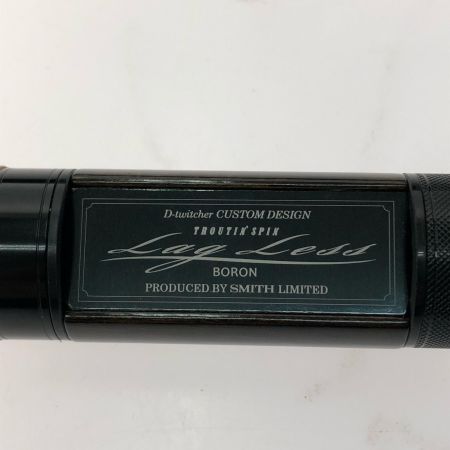 D-twitcher CUSTOM DESIGN
TROUTIN' SPIN
Lag Less
BORON
PRODUCED BY SMITH LIMITED